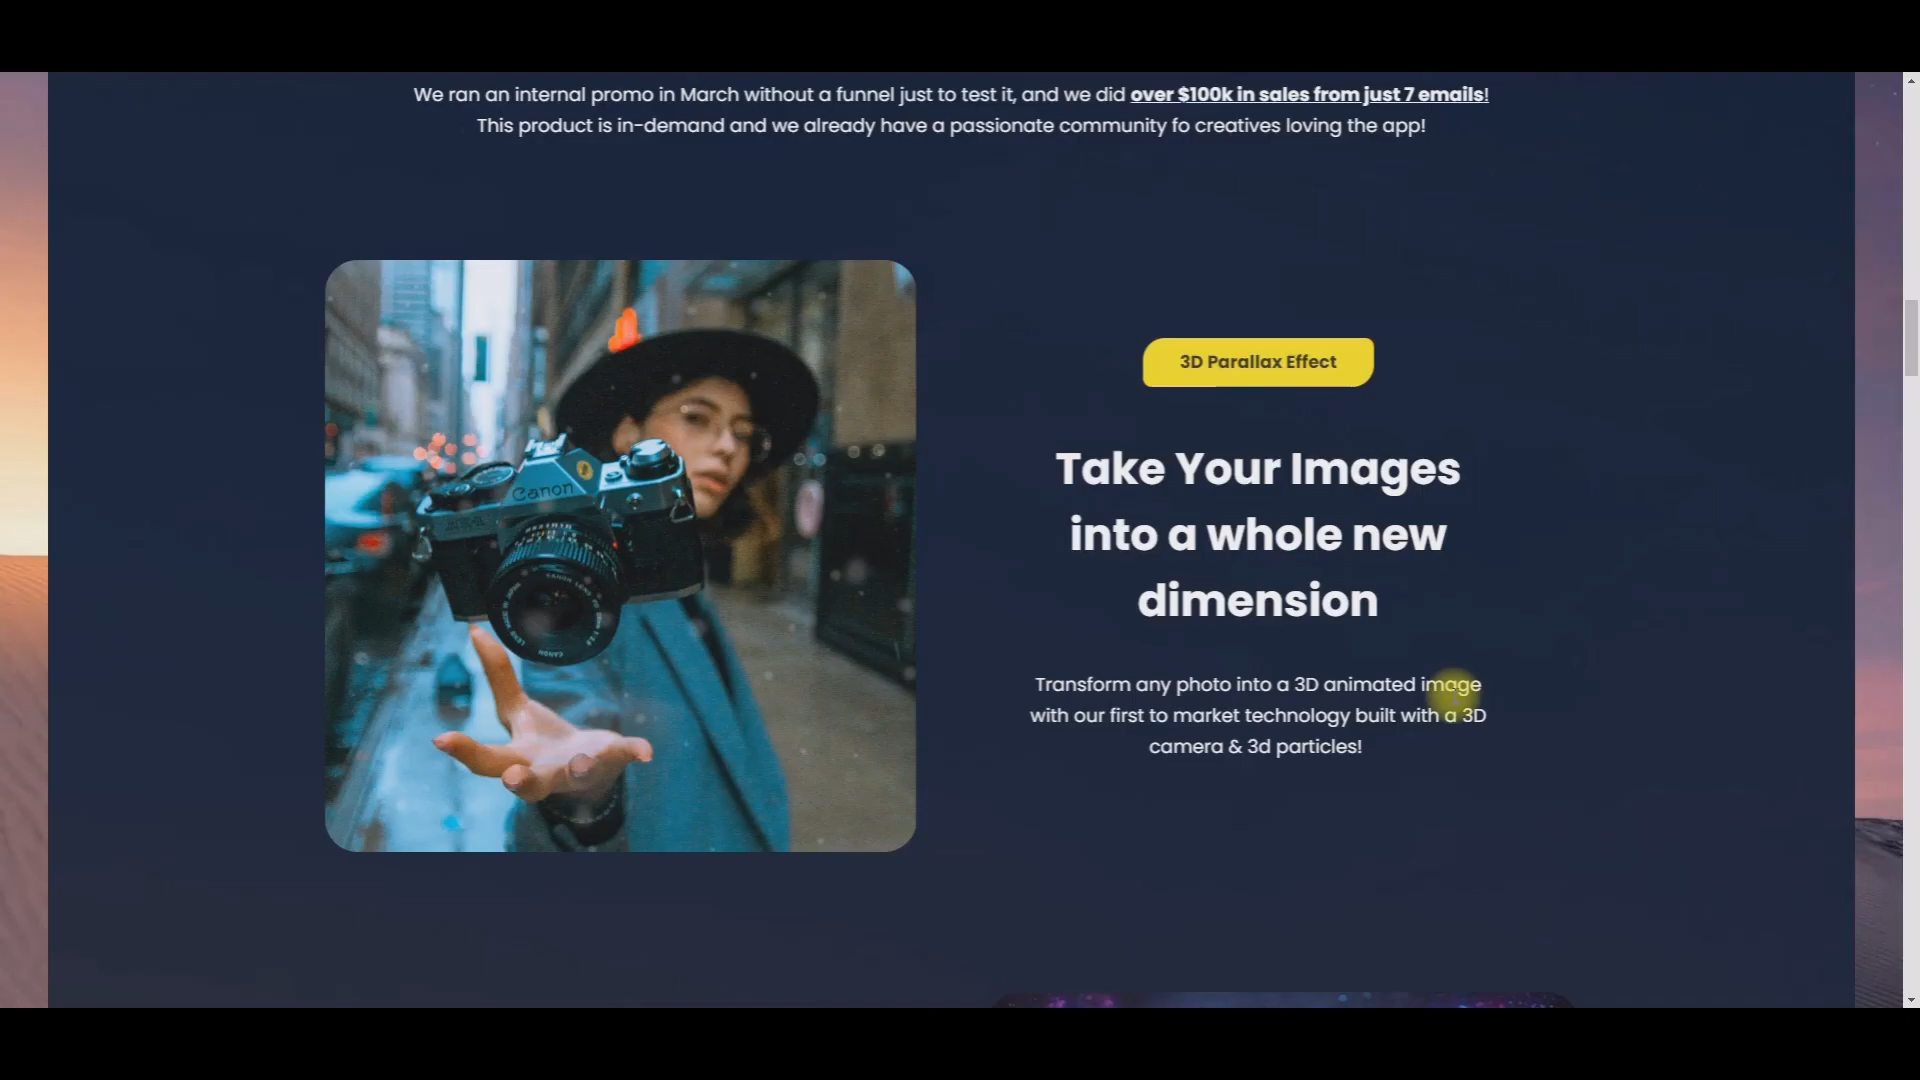 We ran an internal promo in March without a funnel just to test it, and we did over $100k in sales from just 7 emails!
This product is in-demand and we already have a passionate community fo creatives loving the app!
3D Parallax Effect
Take Your Images
into a whole new
dimension
Canon
Transform any photo into a 3D animated image
with our first to market technology built with a 3D
camera & 3d particles!